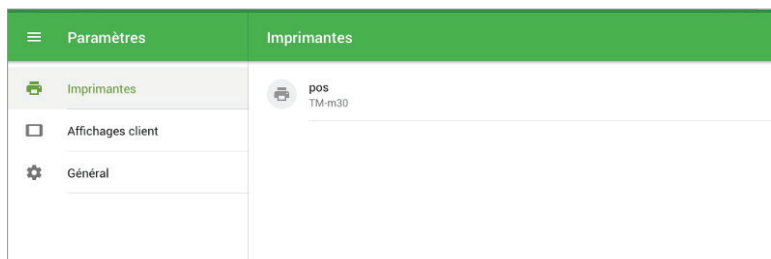 Paramètres
Imprimantes
Imprimantes
pos
TM-m30
Affichages client
Général